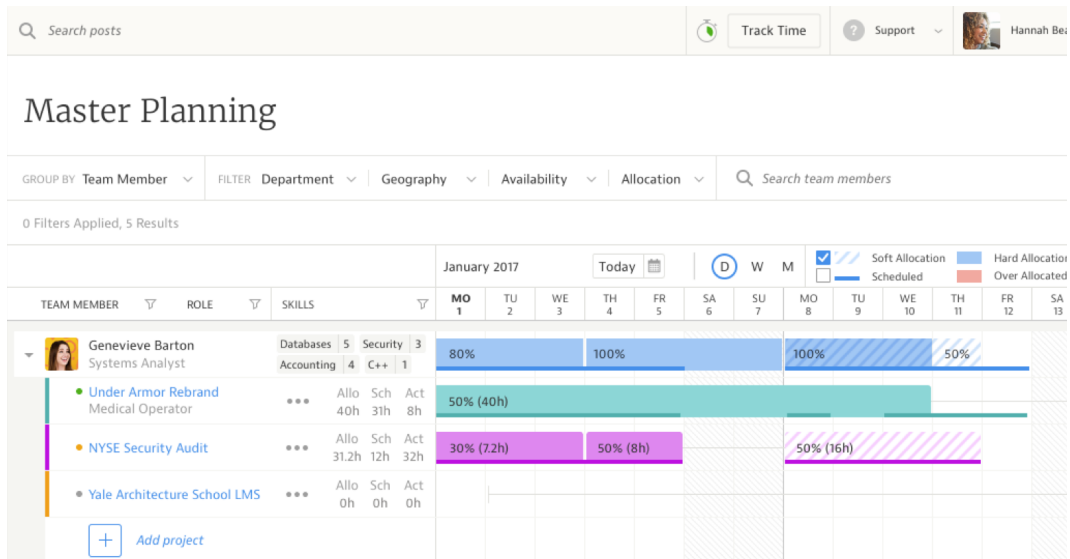 Search posts
Track Time
? Support
Hannah Bea
Master Planning
GROUP BY Team Member FILTER Department Geography Availability Allocation Search team members
0 Filters Applied, 5 Results
January 2017 Today D W M
Soft Allocation Hard Allocation
Scheduled Over Allocated
TEAM MEMBER ROLE SKILLS
MO TU WE TH FR SA SU MO TU WE TH FR SA
1 2 3 4 5 6 7 8 9 10 11 12 13
Genevieve Barton
Systems Analyst
Databases 5 Security 3
Accounting 4 C++ 1
80% 100% 100% 50%
Under Armor Rebrand
Medical Operator
Allo Sch Act
40h 31h 8h
50% (40h)
NYSE Security Audit
Allo Sch Act
31.2h 12h 32h
30% (7.2h) 50% (8h) 50% (16h)
Yale Architecture School LMS
Allo Sch Act
0h 0h 0h
+ Add project